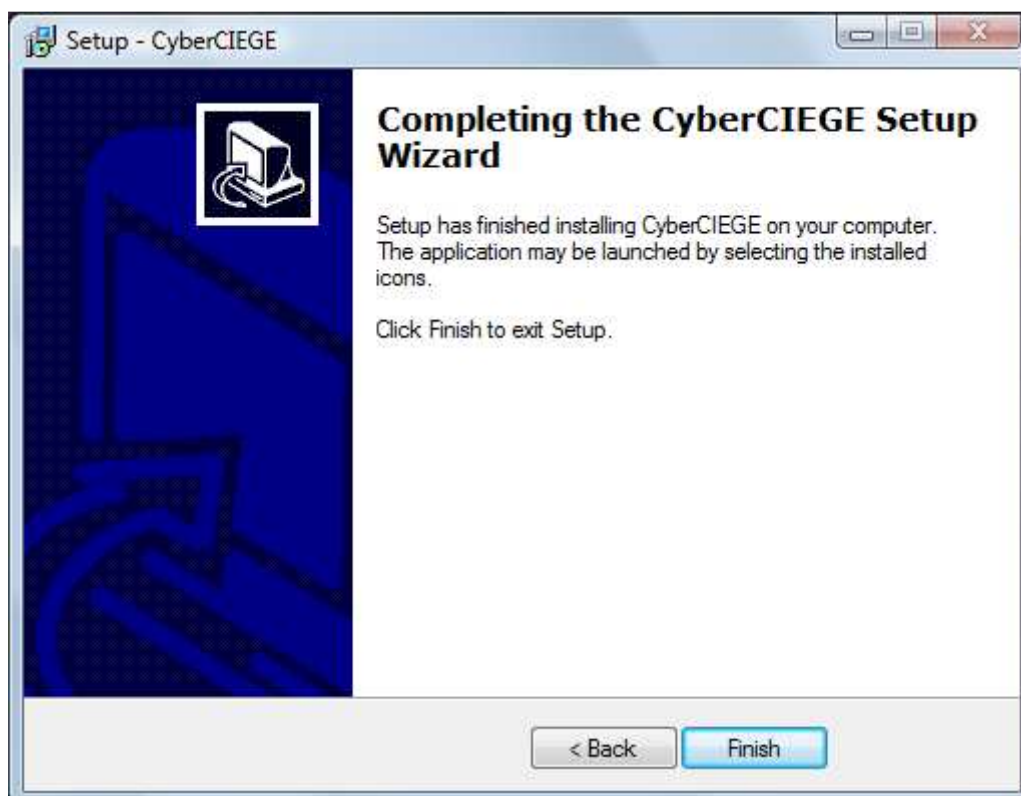 Setup - CyberCIEGE
Completing the CyberCIEGE Setup
Wizard
Setup has finished installing CyberCIEGE on your computer.
The application may be launched by selecting the installed
icons.
Click Finish to exit Setup.
< Back
Finish